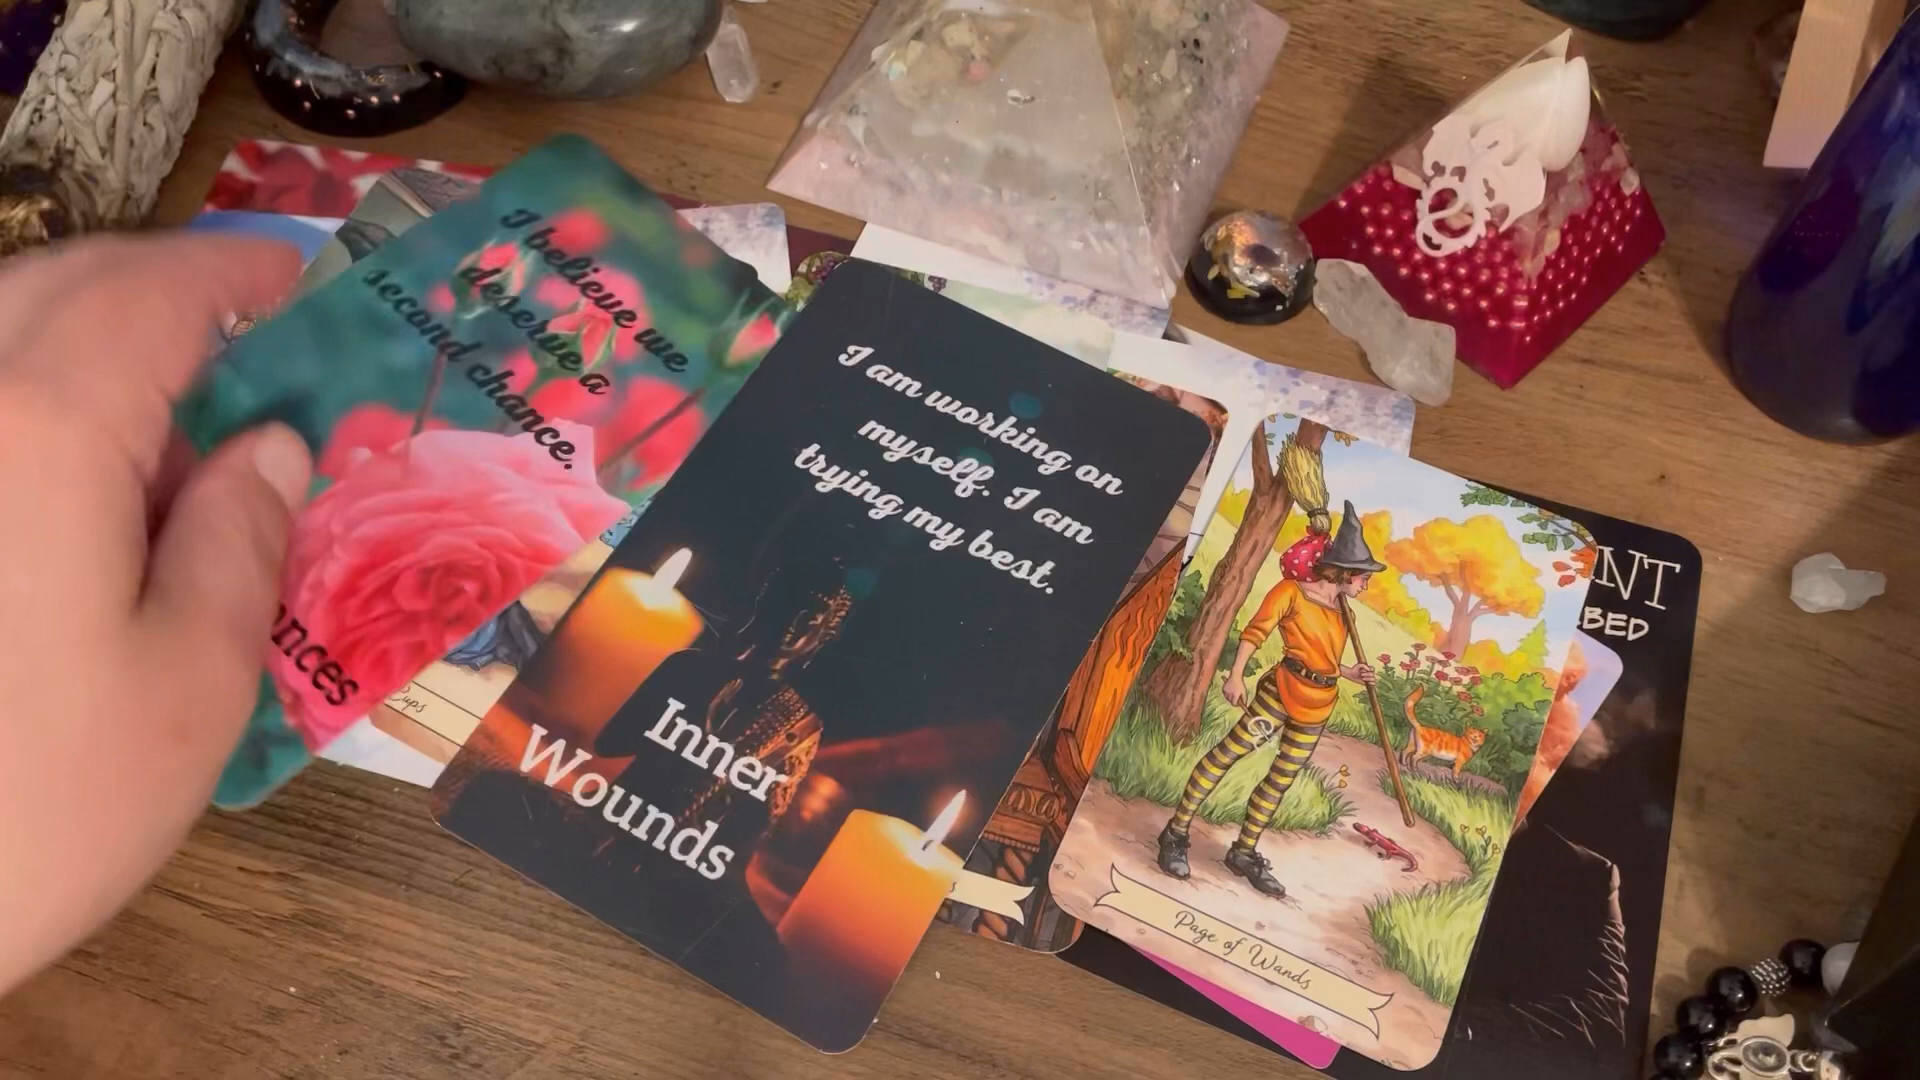 I believe we
deserve a
second chance.
ances
Cups
I am working on
myself. I am
trying my best.
Inner
Wounds
s
Page of Wands
NT
BED